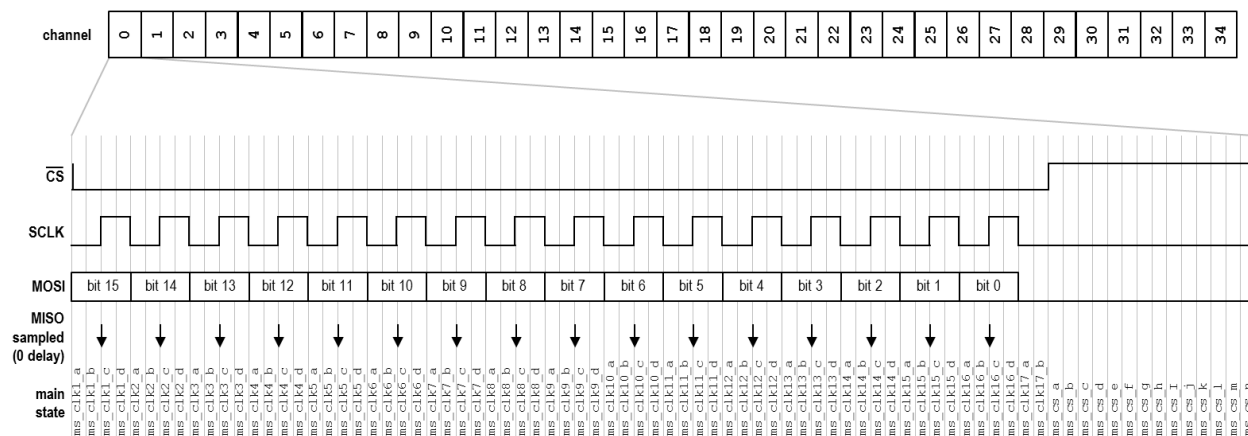 channel
0 1 2 3 4 5 6 7 8 9 10 11 12 13 14 15 16 17 18 19 20 21 22 23 24 25 26 27 28 29 30 31 32 33 34
CS
SCLK
MOSI
bit 15 bit 14 bit 13 bit 12 bit 11 bit 10 bit 9 bit 8 bit 7 bit 6 bit 5 bit 4 bit 3 bit 2 bit 1 bit 0
MISO
sampled
(0 delay)
main
state
ms_clk1_a
ms_clk1_b
ms_clk1_c
ms_clk1_d
ms_clk2_a
ms_clk2_b
ms_clk2_c
ms_clk2_d
ms_clk3_a
ms_clk3_b
ms_clk3_c
ms_clk3_d
ms_clk4_a
ms_clk4_b
ms_clk4_c
ms_clk4_d
ms_clk5_a
ms_clk5_b
ms_clk5_c
ms_clk5_d
ms_clk6_a
ms_clk6_b
ms_clk6_c
ms_clk6_d
ms_clk7_a
ms_clk7_b
ms_clk7_c
ms_clk7_d
ms_clk8_a
ms_clk8_b
ms_clk8_c
ms_clk8_d
ms_clk9_a
ms_clk9_b
ms_clk9_c
ms_clk9_d
ms_clk10_a
ms_clk10_b
ms_clk10_c
ms_clk10_d
ms_clk11_a
ms_clk11_b
ms_clk11_c
ms_clk11_d
ms_clk12_a
ms_clk12_b
ms_clk12_c
ms_clk12_d
ms_clk13_a
ms_clk13_b
ms_clk13_c
ms_clk13_d
ms_clk14_a
ms_clk14_b
ms_clk14_c
ms_clk14_d
ms_clk15_a
ms_clk15_b
ms_clk15_c
ms_clk15_d
ms_clk16_a
ms_clk16_b
ms_clk16_c
ms_clk16_d
ms_clk17_a
ms_clk17_b
ms_cs_a
ms_cs_b
ms_cs_c
ms_cs_d
ms_cs_e
ms_cs_f
ms_cs_g
ms_cs_h
ms_cs_I
ms_cs_j
ms_cs_k
ms_cs_l
ms_cs_m
ms_cs_n